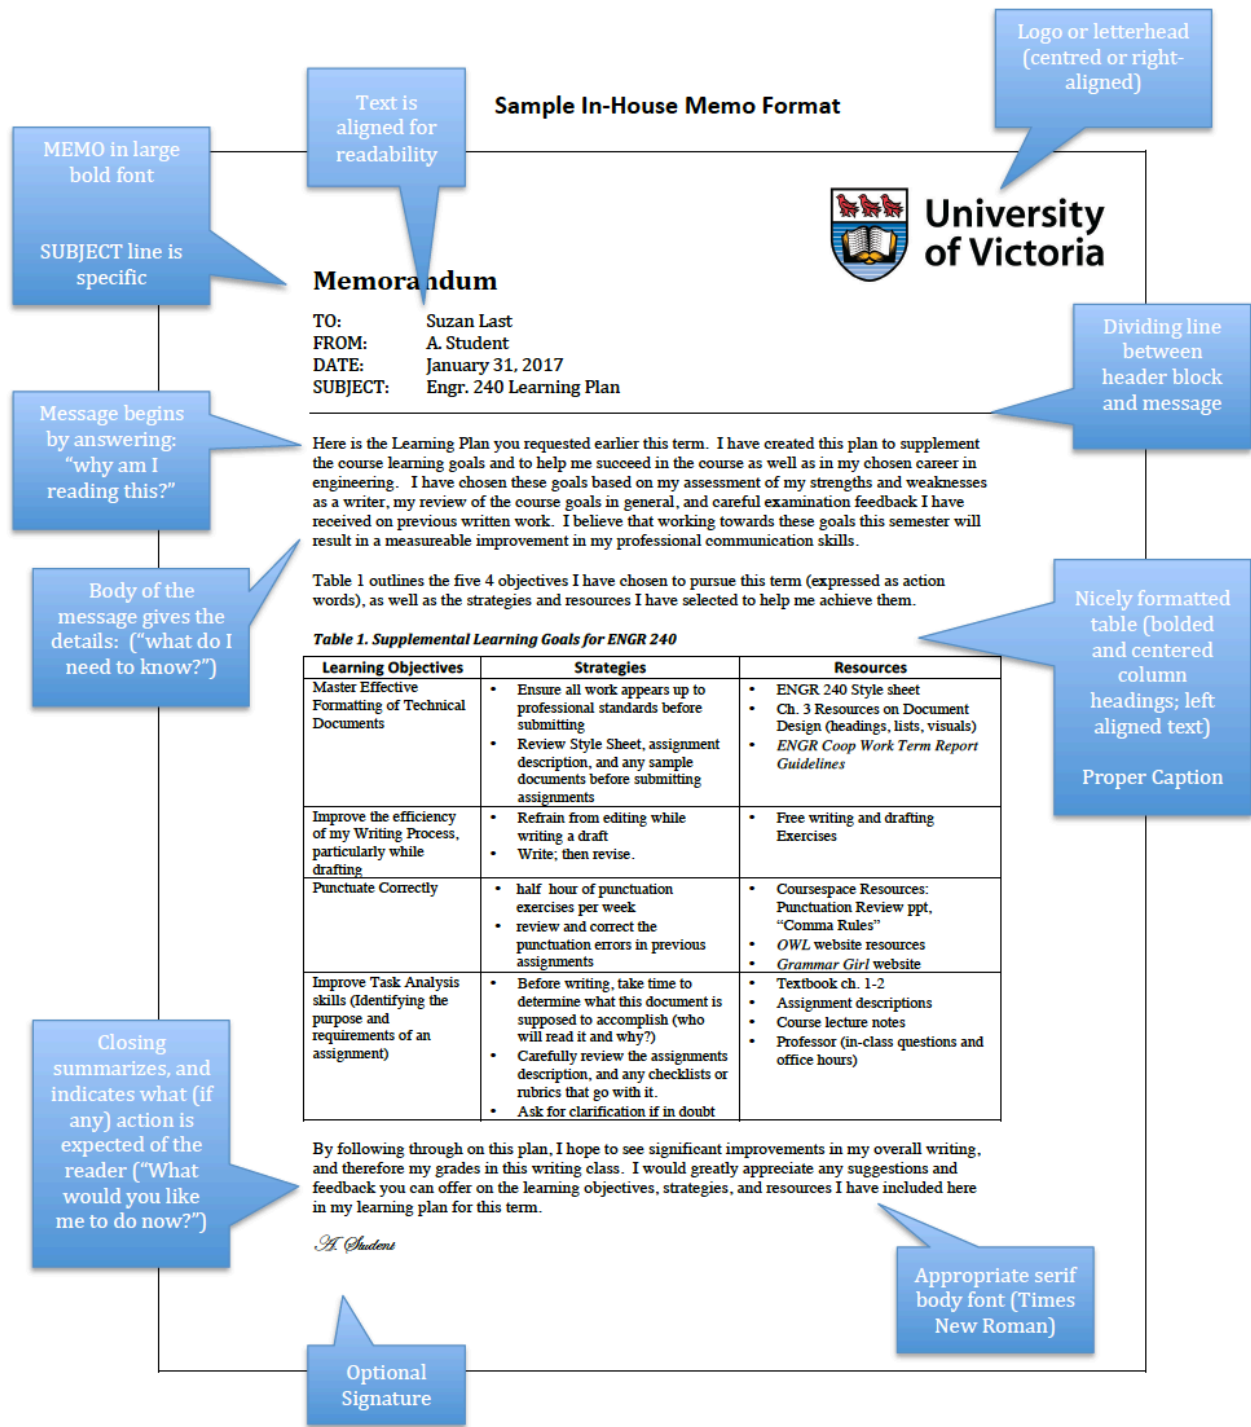 Sample In-House Memo Format
Logo or letterhead
(centred or right-
aligned)
Text is
aligned for
readability
MEMO in large
bold font
SUBJECT line is
specific
University
of Victoria
Memorandum
TO: Suzan Last
FROM: A. Student
DATE: January 31, 2017
SUBJECT: Engr. 240 Learning Plan
Dividing line
between
header block
and message
Message begins
by answering:
“why am I
reading this?”
Here is the Learning Plan you requested earlier this term. I have created this plan to supplement
the course learning goals and to help me succeed in the course as well as in my chosen career in
engineering. I have chosen these goals based on my assessment of my strengths and weaknesses
as a writer, my review of the course goals in general, and careful examination feedback I have
received on previous written work. I believe that working towards these goals this semester will
result in a measureable improvement in my professional communication skills.
Body of the
message gives the
details: (“what do I
need to know?”)
Table 1 outlines the five 4 objectives I have chosen to pursue this term (expressed as action
words), as well as the strategies and resources I have selected to help me achieve them.
Nicely formatted
table (bolded
and centered
column
headings; left
aligned text)
Proper Caption
Table 1. Supplemental Learning Goals for ENGR 240
Learning Objectives Strategies Resources
Master Effective
Formatting of Technical
Documents
• Ensure all work appears up to
professional standards before
submitting
• Review Style Sheet, assignment
description, and any sample
documents before submitting
assignments
• ENGR 240 Style sheet
• Ch. 3 Resources on Document
Design (headings, lists, visuals)
• ENGR Coop Work Term Report
Guidelines
Improve the efficiency
of my Writing Process,
particularly while
drafting
• Refrain from editing while
writing a draft
• Write; then revise.
• Free writing and drafting
Exercises
Punctuate Correctly
• half hour of punctuation
exercises per week
• review and correct the
punctuation errors in previous
assignments
• Coursespace Resources:
Punctuation Review ppt,
“Comma Rules”
• OWL website resources
• Grammar Girl website
Improve Task Analysis
skills (Identifying the
purpose and
requirements of an
assignment)
• Before writing, take time to
determine what this document is
supposed to accomplish (who
will read it and why?)
• Carefully review the assignments
description, and any checklists or
rubrics that go with it.
• Ask for clarification if in doubt
• Textbook ch. 1-2
• Assignment descriptions
• Course lecture notes
• Professor (in-class questions and
office hours)
Closing
summarizes, and
indicates what (if
any) action is
expected of the
reader (“What
would you like
me to do now?”)
By following through on this plan, I hope to see significant improvements in my overall writing,
and therefore my grades in this writing class. I would greatly appreciate any suggestions and
feedback you can offer on the learning objectives, strategies, and resources I have included here
in my learning plan for this term.
A. Student
Appropriate serif
body font (Times
New Roman)
Optional
Signature